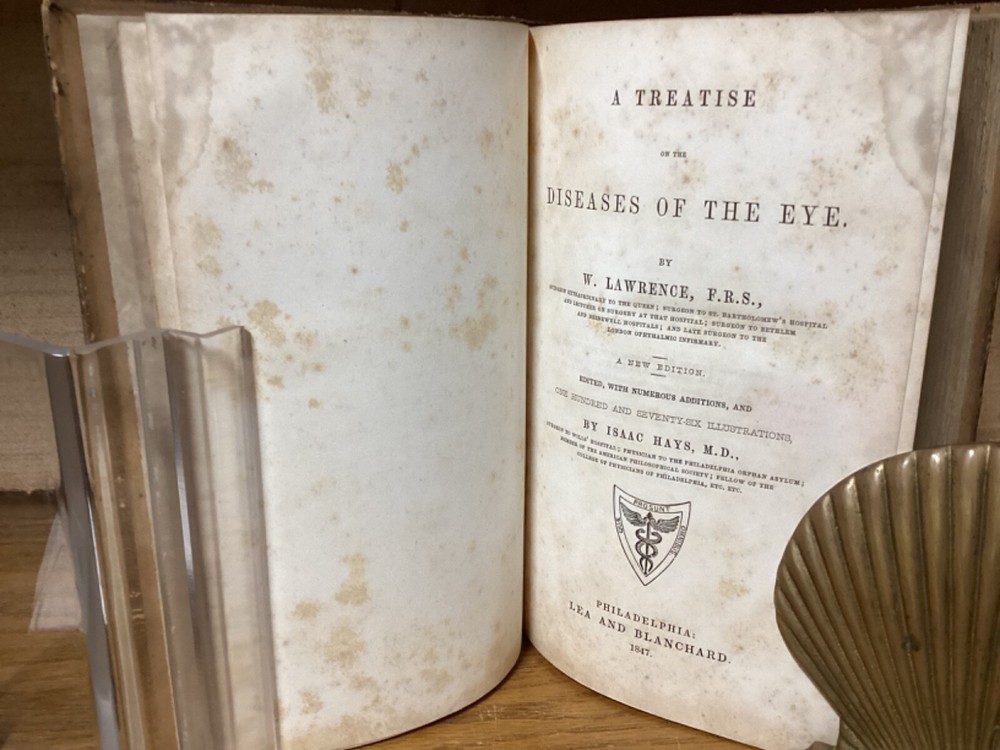 A TREATISE
ON THE
DISEASES OF THE EYE.
BY
W. LAWRENCE, F.R.S.,
SURGEON EXTRAORDINARY TO THE QUEEN; SURGEON TO ST. BARTHOLOMEW'S HOSPITAL
AND LECTURER ON SURGERY AT THAT HOSPITAL; SURGEON TO BETHLEM
AND BRIDEWELL HOSPITALS; AND LATE SURGEON TO THE
LONDON OPHTHALMIC INFIRMARY.
A NEW EDITION.
EDITED, WITH NUMEROUS ADDITIONS, AND
ONE HUNDRED AND SEVENTY-SIX ILLUSTRATIONS,
BY ISAAC HAYS, M.D.,
SURGEON TO WILLS' HOSPITAL; PHYSICIAN TO THE PHILADELPHIA ORPHAN ASYLUM;
MEMBER OF THE AMERICAN PHILOSOPHICAL SOCIETY; FELLOW OF THE
COLLEGE OF PHYSICIANS OF PHILADELPHIA, ETC. ETC.
PROSUNT
QUÆ
OMNIBUS
PHILADELPHIA:
LEA AND BLANCHARD.
1847.